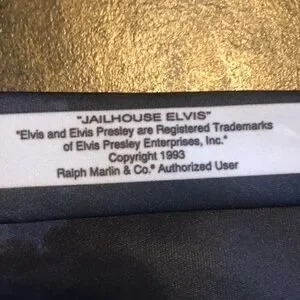 "JAILHOUSE ELVIS"
"Elvis and Elvis Presley are Registered Trademarks
of Elvis Presley Enterprises, Inc."
Copyright 1993
Ralph Marlin & Co.® Authorized User